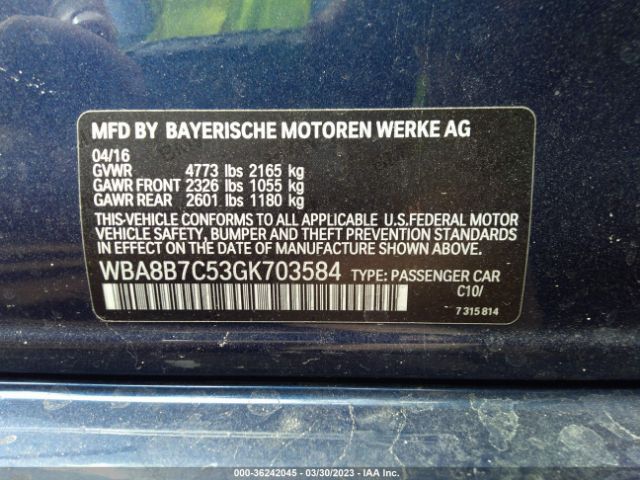 MFD BY BAYERISCHE MOTOREN WERKE AG
04/16
GVWR 4773 lbs 2165 kg
GAWR FRONT 2326 lbs 1055 kg
GAWR REAR 2601 lbs 1180 kg
THIS-VEHICLE CONFORMS TO ALL APPLICABLE U.S.FEDERAL MOTOR
VEHICLE SAFETY, BUMPER AND THEFT PREVENTION STANDARDS
IN EFFECT ON THE DATE OF MANUFACTURE SHOWN ABOVE.
WBA8B7C53GK703584 TYPE: PASSENGER CAR
C10/
7 315 814
000-36242045 — 03/30/2023 — IAA Inc.